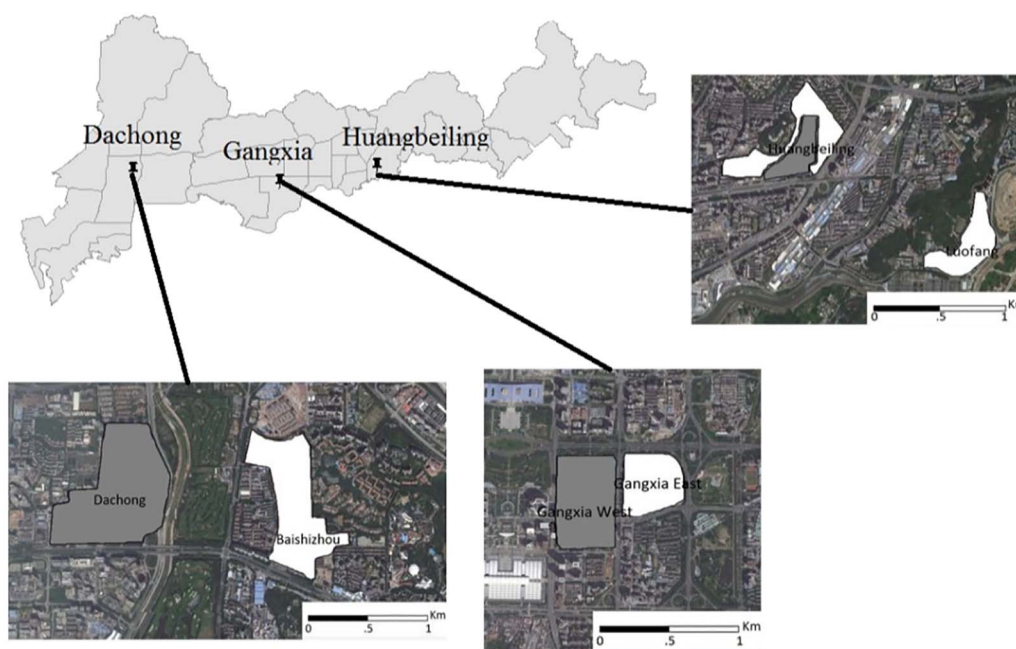 Dachong
Gangxia
Huangbeiling
Huangbeiling
Luofang
Km
0 .5 1
Dachong
Baishizhou
Km
0 .5 1
Gangxia East
Gangxia West
Km
0 .5 1